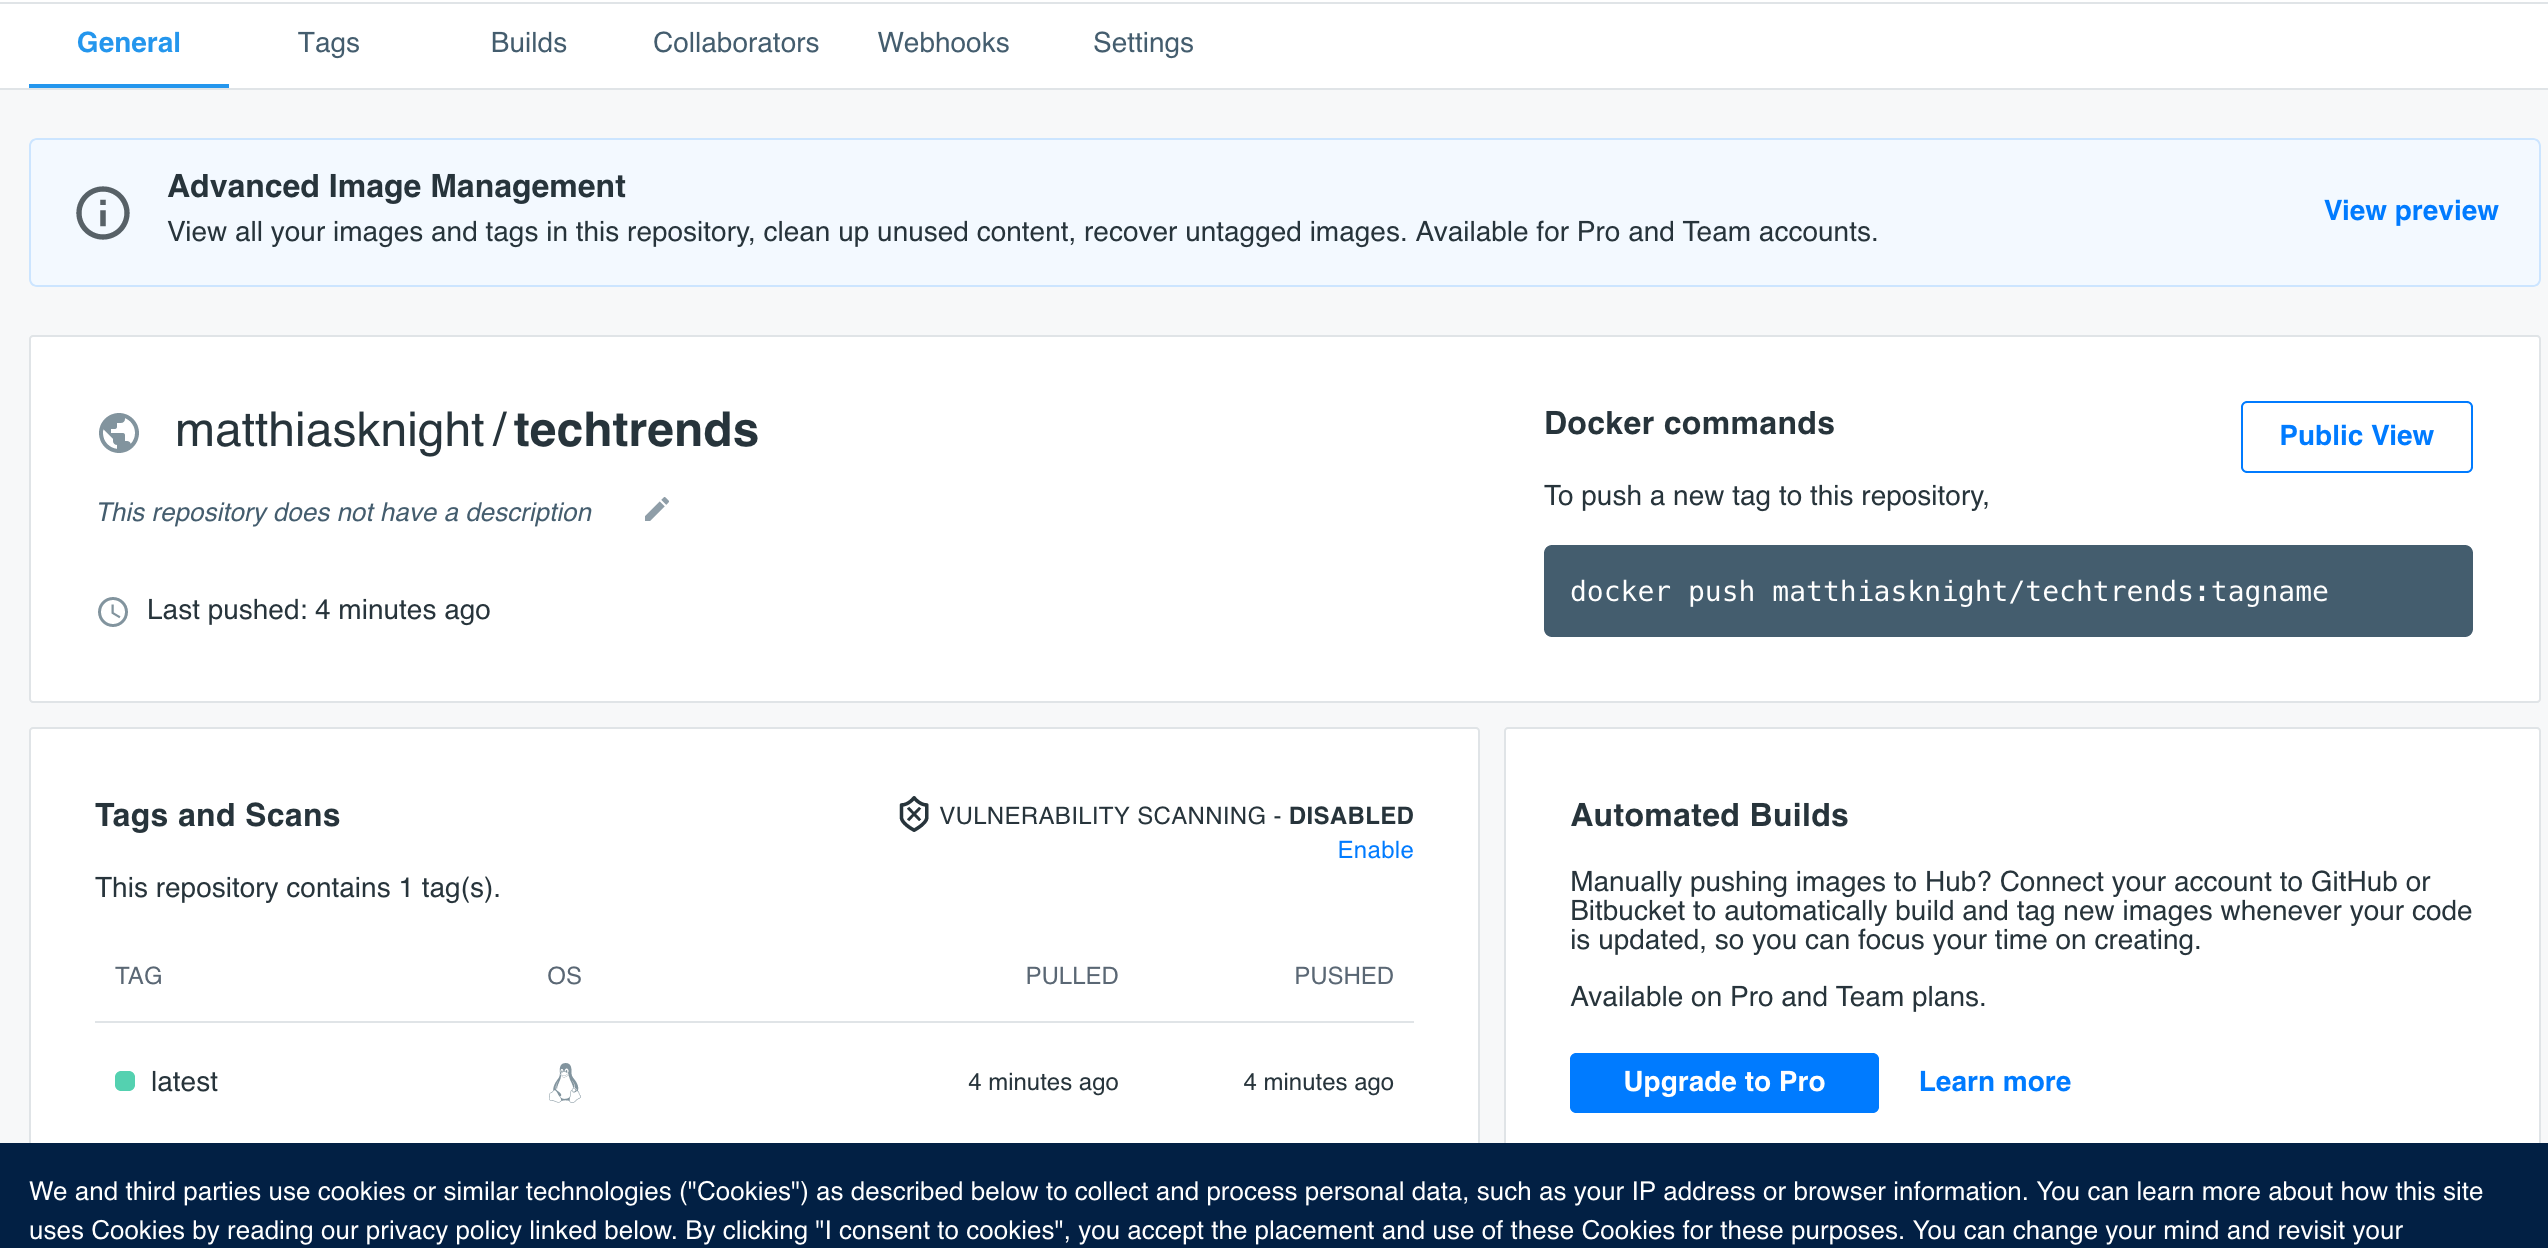 General Tags Builds Collaborators Webhooks Settings
Advanced Image Management
View all your images and tags in this repository, clean up unused content, recover untagged images. Available for Pro and Team accounts.
View preview
matthiasknight/techtrends
This repository does not have a description
Last pushed: 4 minutes ago
Docker commands
Public View
To push a new tag to this repository,
docker push matthiasknight/techtrends:tagname
Tags and Scans
VULNERABILITY SCANNING - DISABLED
Enable
This repository contains 1 tag(s).
TAG OS PULLED PUSHED
latest 4 minutes ago 4 minutes ago
Automated Builds
Manually pushing images to Hub? Connect your account to GitHub or
Bitbucket to automatically build and tag new images whenever your code
is updated, so you can focus your time on creating.
Available on Pro and Team plans.
Upgrade to Pro Learn more
We and third parties use cookies or similar technologies ("Cookies") as described below to collect and process personal data, such as your IP address or browser information. You can learn more about how this site
uses Cookies by reading our privacy policy linked below. By clicking "I consent to cookies", you accept the placement and use of these Cookies for these purposes. You can change your mind and revisit your